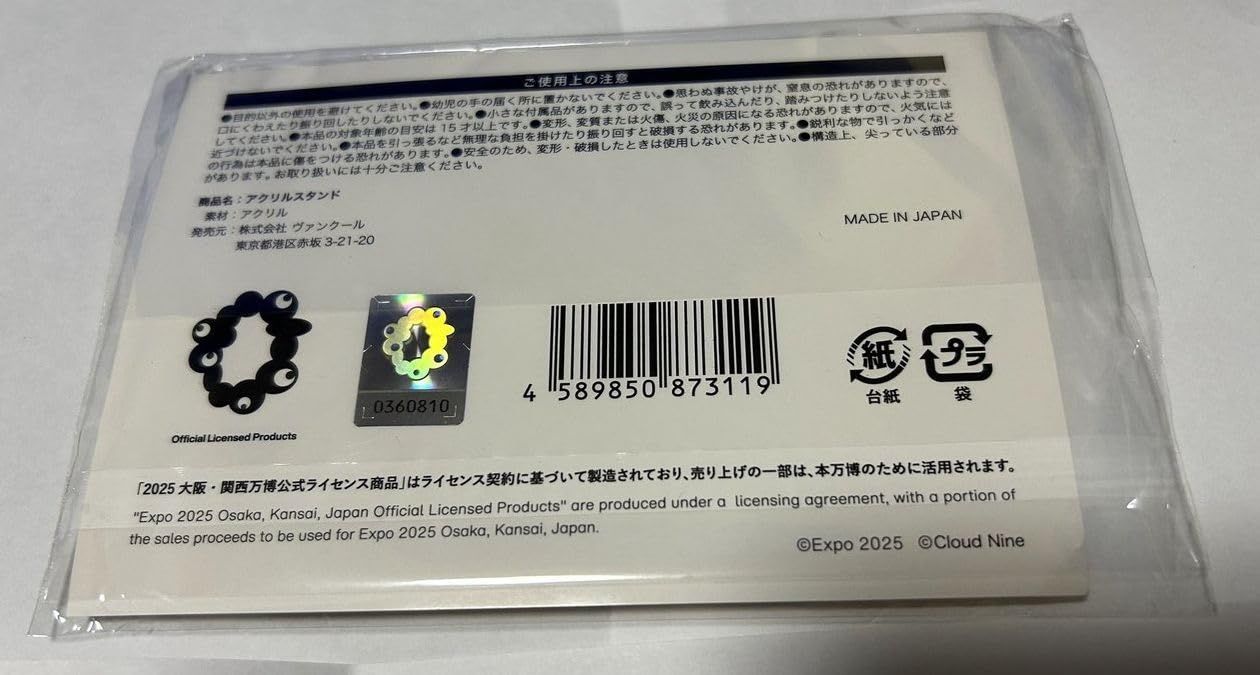 ご使用上の注意
●目的以外の使用を避けてください。●幼児の手の届く所に置かないでください。●思わぬ事故やけが、窒息の恐れがありますので、
口にくわえたり振り回したりしないでください。●小さな付属品がありますので、誤って飲み込んだり、踏みつけたりしないよう注意
してください。●本品の対象年齢の目安は15才以上です。●変形、変質または火傷、火災の原因になる恐れがありますので、火気には
近づけないでください。●本品を引っ張るなど無理な負担を掛けたり振り回すと破損する恐れがあります。●鋭利な物で引っかくなど
の行為は本品に傷をつける恐れがあります。●安全のため、変形・破損したときは使用しないでください。●構造上、尖っている部分
があります。お取り扱いには十分ご注意ください。
商品名：アクリルスタンド
素材：アクリル
発売元：株式会社 ヴァンクール
東京都港区赤坂 3-21-20
MADE IN JAPAN
Official Licensed Products
0360810
4 589850 873119
紙
台紙
プラ
袋
「2025 大阪・関西万博公式ライセンス商品」はライセンス契約に基づいて製造されており、売り上げの一部は、本万博のために活用されます。
"Expo 2025 Osaka, Kansai, Japan Official Licensed Products" are produced under a licensing agreement, with a portion of
the sales proceeds to be used for Expo 2025 Osaka, Kansai, Japan.
©Expo 2025 ©Cloud Nine